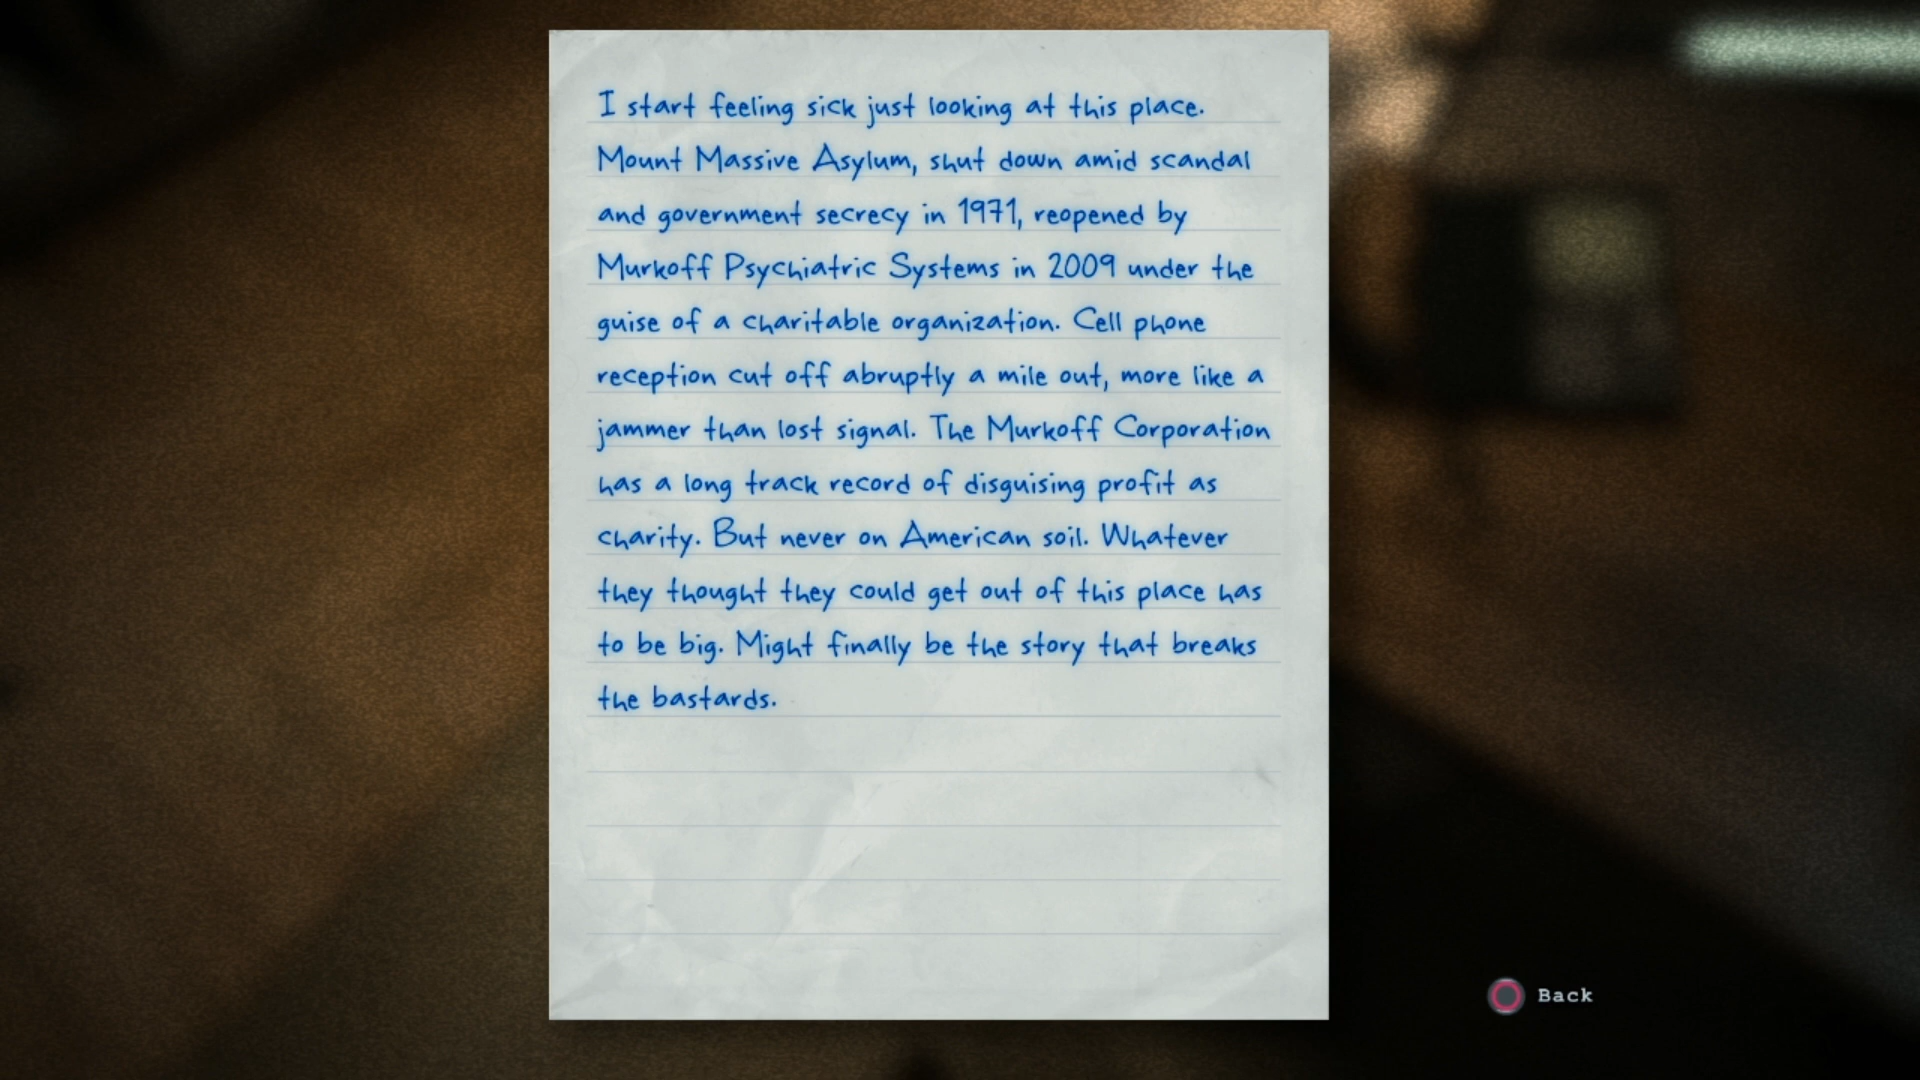 I start feeling sick just looking at this place.
Mount Massive Asylum, shut down amid scandal
and government secrecy in 1971, reopened by
Murkoff Psychiatric Systems in 2009 under the
guise of a charitable organization. Cell phone
reception cut off abruptly a mile out, more like a
jammer than lost signal. The Murkoff Corporation
has a long track record of disguising profit as
charity. But never on American soil. Whatever
they thought they could get out of this place has
to be big. Might finally be the story that breaks
the bastards.
Back